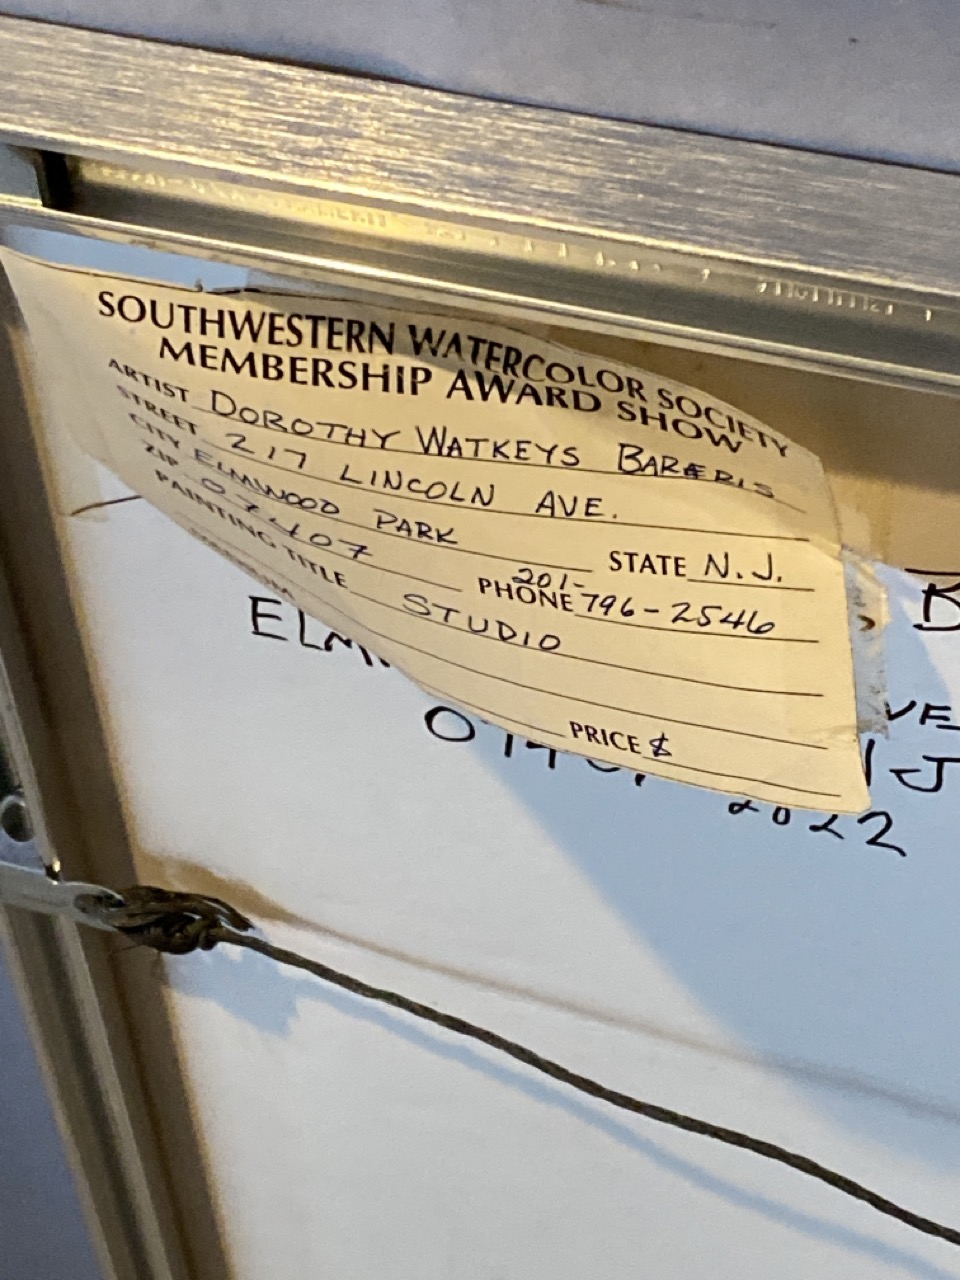 SOUTHWESTERN WATERCOLOR SOCIETY
MEMBERSHIP AWARD SHOW
ARTIST DOROTHY WATKEYS BARBERIS
STREET 217 LINCOLN AVE.
CITY ELMWOOD PARK STATE N.J.
ZIP 07407 PHONE 201-796-2546
PAINTING TITLE STUDIO
PRICE $